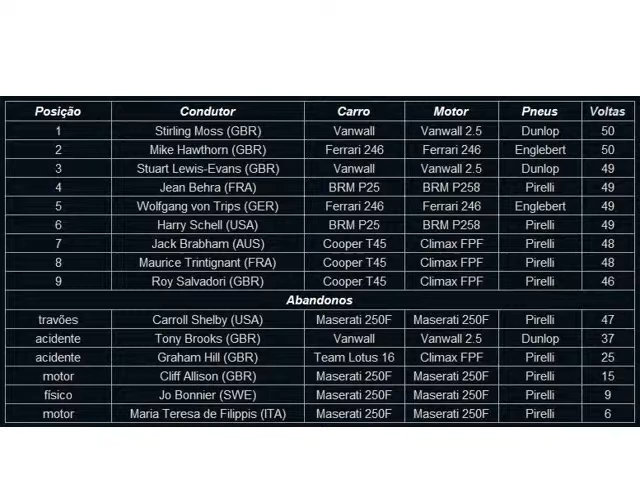 Posição Condutor Carro Motor Pneus Voltas
1 Stirling Moss (GBR) Vanwall Vanwall 2.5 Dunlop 50
2 Mike Hawthorn (GBR) Ferrari 246 Ferrari 246 Englebert 50
3 Stuart Lewis-Evans (GBR) Vanwall Vanwall 2.5 Dunlop 49
4 Jean Behra (FRA) BRM P25 BRM P258 Pirelli 49
5 Wolfgang von Trips (GER) Ferrari 246 Ferrari 246 Englebert 49
6 Harry Schell (USA) BRM P25 BRM P258 Pirelli 49
7 Jack Brabham (AUS) Cooper T45 Climax FPF Pirelli 48
8 Maurice Trintignant (FRA) Cooper T45 Climax FPF Pirelli 48
9 Roy Salvadori (GBR) Cooper T45 Climax FPF Pirelli 46
Abandonos
travões Carroll Shelby (USA) Maserati 250F Maserati 250F Pirelli 47
acidente Tony Brooks (GBR) Vanwall Vanwall 2.5 Dunlop 37
acidente Graham Hill (GBR) Team Lotus 16 Climax FPF Pirelli 25
motor Cliff Allison (GBR) Maserati 250F Maserati 250F Pirelli 15
físico Jo Bonnier (SWE) Maserati 250F Maserati 250F Pirelli 9
motor Maria Teresa de Filippis (ITA) Maserati 250F Maserati 250F Pirelli 6